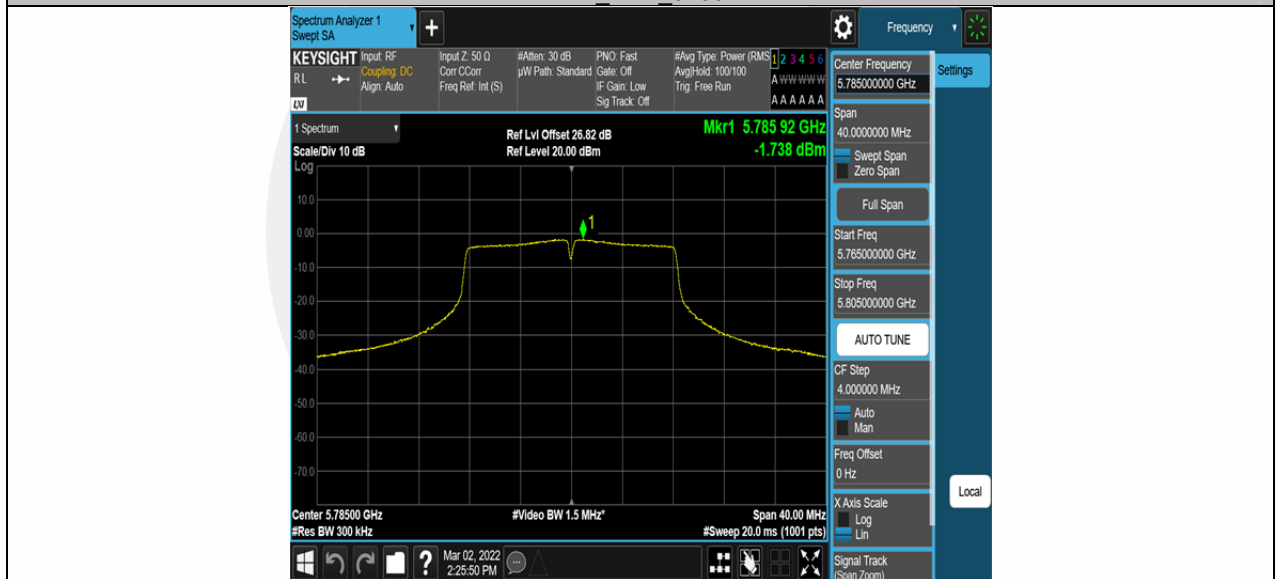 Spectrum Analyzer 1
Swept SA
+
Frequency
KEYSIGHT
RL
LXI
Input: RF
Coupling: DC
Align: Auto
Input Z: 50 Ω
Corr CCorr
Freq Ref: Int (S)
#Atten: 30 dB
µW Path: Standard
PNO: Fast
Gate: Off
IF Gain: Low
Sig Track: Off
#Avg Type: Power (RMS
Avg|Hold: 100/100
Trig: Free Run
1 2 3 4 5 6
A WW WW W
A A A A A A
Center Frequency
5.785000000 GHz
Settings
Span
40.0000000 MHz
Swept Span
Zero Span
Full Span
Start Freq
5.765000000 GHz
Stop Freq
5.805000000 GHz
AUTO TUNE
CF Step
4.000000 MHz
Auto
Man
Freq Offset
0 Hz
X Axis Scale
Log
Lin
Local
Signal Track
(Span Zoom)
1 Spectrum
Scale/Div 10 dB
Log
Ref Lvl Offset 26.82 dB
Ref Level 20.00 dBm
Mkr1 5.785 92 GHz
-1.738 dBm
1
10.0
0.00
-10.0
-20.0
-30.0
-40.0
-50.0
-60.0
-70.0
Center 5.78500 GHz
#Res BW 300 kHz
#Video BW 1.5 MHz*
Span 40.00 MHz
#Sweep 20.0 ms (1001 pts)
?
Mar 02, 2022
2:25:50 PM